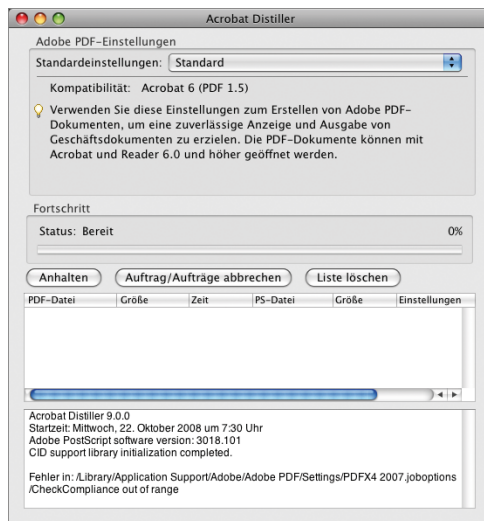 Acrobat Distiller
Adobe PDF-Einstellungen
Standardeinstellungen: Standard
Kompatibilität: Acrobat 6 (PDF 1.5)
Verwenden Sie diese Einstellungen zum Erstellen von Adobe PDF-
Dokumenten, um eine zuverlässige Anzeige und Ausgabe von
Geschäftsdokumenten zu erzielen. Die PDF-Dokumente können mit
Acrobat und Reader 6.0 und höher geöffnet werden.
Fortschritt
Status: Bereit 0%
Anhalten Auftrag/Aufträge abbrechen Liste löschen
PDF-Datei Größe Zeit PS-Datei Größe Einstellungen
Acrobat Distiller 9.0.0
Startzeit: Mittwoch, 22. Oktober 2008 um 7:30 Uhr
Adobe PostScript software version: 3018.101
CID support library initialization completed.
Fehler in: /Library/Application Support/Adobe/Adobe PDF/Settings/PDFX4 2007.joboptions
/CheckCompliance out of range